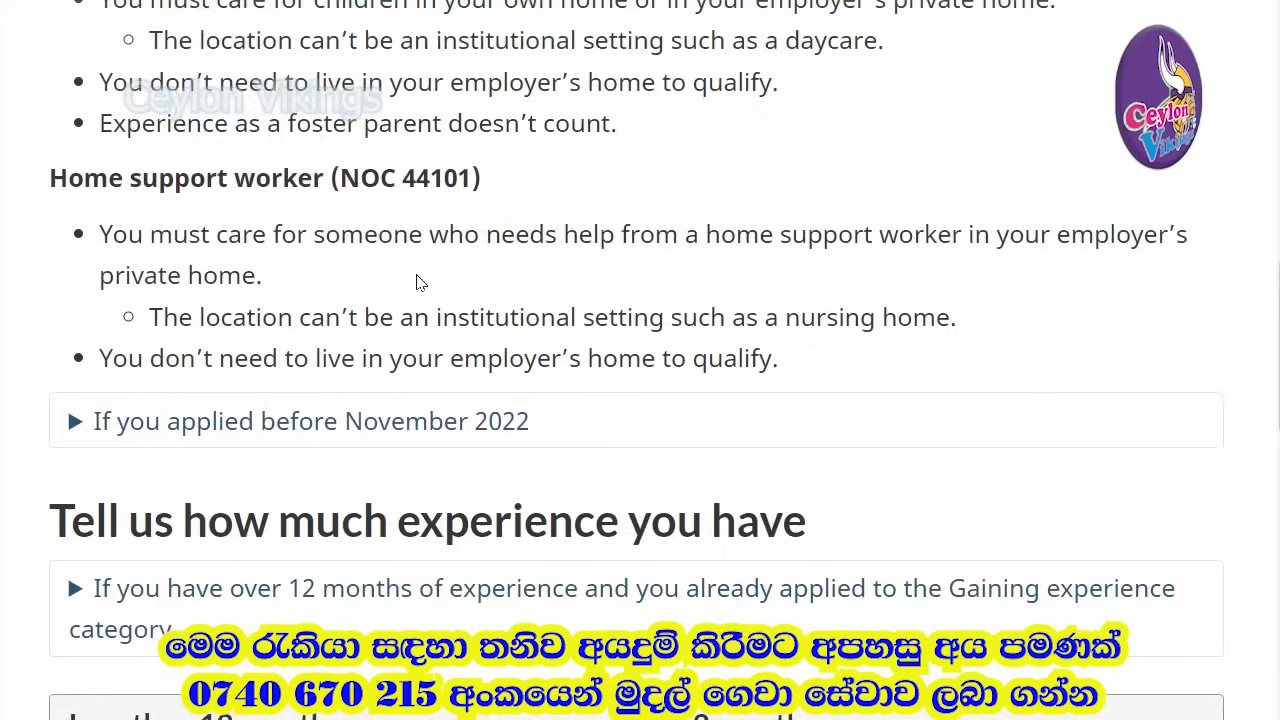 You must care for children in your own home or in your employer's private home.
The location can't be an institutional setting such as a daycare.
You don't need to live in your employer's home to qualify.
Ceylon Vikings
Experience as a foster parent doesn't count.
Ceylon
Vikings
Home support worker (NOC 44101)
You must care for someone who needs help from a home support worker in your employer's
private home.
The location can't be an institutional setting such as a nursing home.
You don't need to live in your employer's home to qualify.
If you applied before November 2022
Tell us how much experience you have
If you have over 12 months of experience and you already applied to the Gaining experience
category
මෙම රැකියා සඳහා තනිව අයදුම් කිරීමට අපහසු අය පමණක්
0740 670 215 අංකයෙන් මුදල් ගෙවා සේවාව ලබා ගන්න